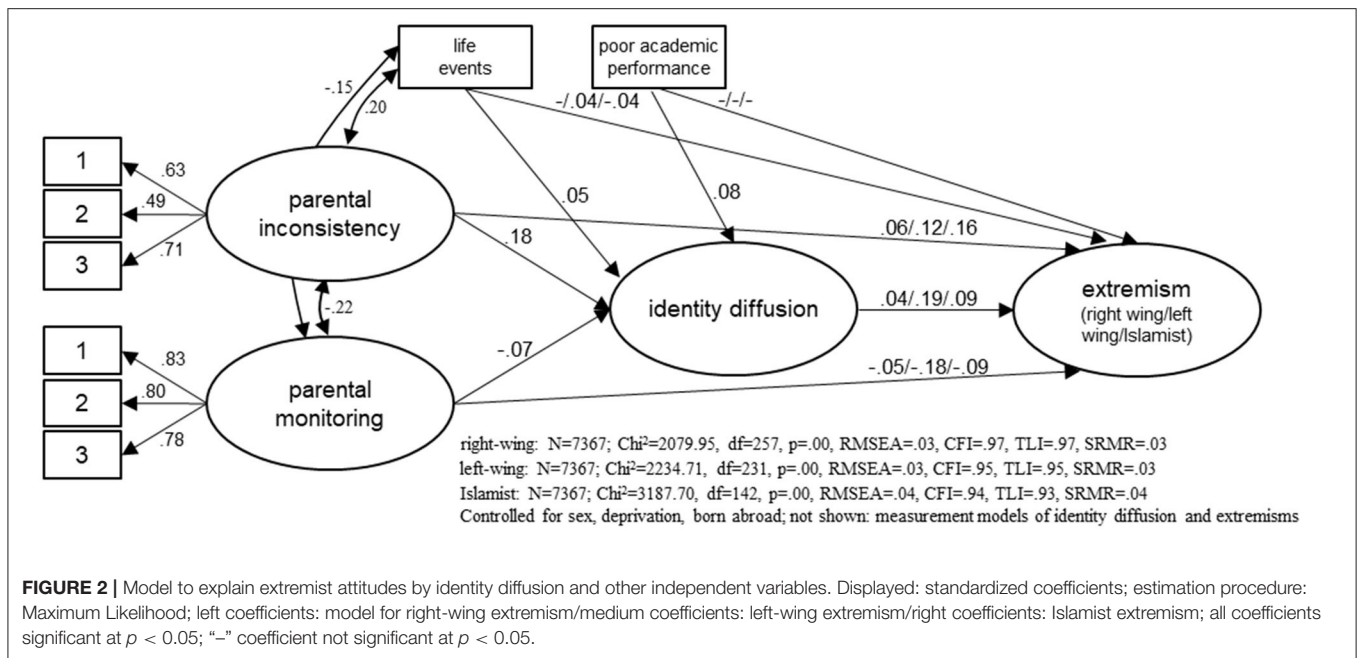 life
events
poor academic
performance
-.15
.20
-/.04/-.04
-/-/-
1
2
3
.63
.49
.71
parental
inconsistency
.05
.08
.18
.06/.12/.16
-.22
identity diffusion
.04/.19/.09
extremism
(right wing/left
wing/Islamist)
1
2
3
.83
.80
.78
parental
monitoring
-.07
-.05/-.18/-.09
right-wing: N=7367; Chi²=2079.95, df=257, p=.00, RMSEA=.03, CFI=.97, TLI=.97, SRMR=.03
left-wing: N=7367; Chi²=2234.71, df=231, p=.00, RMSEA=.03, CFI=.95, TLI=.95, SRMR=.03
Islamist: N=7367; Chi²=3187.70, df=142, p=.00, RMSEA=.04, CFI=.94, TLI=.93, SRMR=.04
Controlled for sex, deprivation, born abroad; not shown: measurement models of identity diffusion and extremisms
FIGURE 2 | Model to explain extremist attitudes by identity diffusion and other independent variables. Displayed: standardized coefficients; estimation procedure:
Maximum Likelihood; left coefficients: model for right-wing extremism/medium coefficients: left-wing extremism/right coefficients: Islamist extremism; all coefficients
significant at p < 0.05; “–” coefficient not significant at p < 0.05.